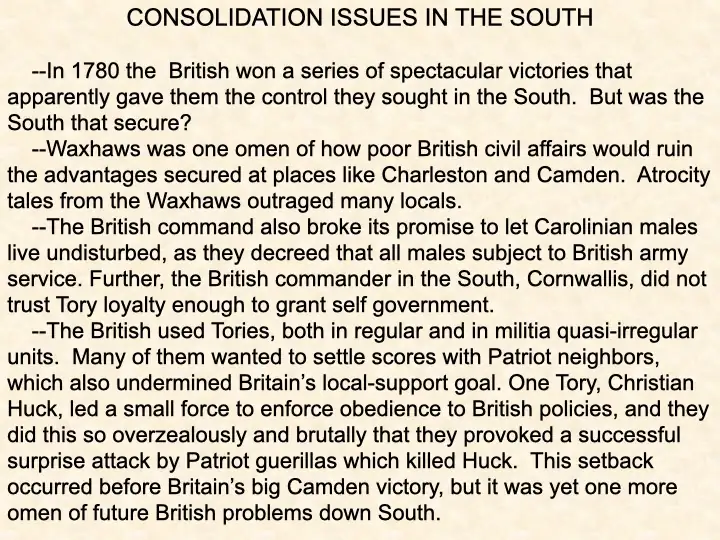 CONSOLIDATION ISSUES IN THE SOUTH
--In 1780 the  British won a series of spectacular victories that
apparently gave them the control they sought in the South.  But was the
South that secure?
--Waxhaws was one omen of how poor British civil affairs would ruin
the advantages secured at places like Charleston and Camden.  Atrocity
tales from the Waxhaws outraged many locals.
--The British command also broke its promise to let Carolinian males
live undisturbed, as they decreed that all males subject to British army
service. Further, the British commander in the South, Cornwallis, did not
trust Tory loyalty enough to grant self government.
--The British used Tories, both in regular and in militia quasi-irregular
units.  Many of them wanted to settle scores with Patriot neighbors,
which also undermined Britain’s local-support goal. One Tory, Christian
Huck, led a small force to enforce obedience to British policies, and they
did this so overzealously and brutally that they provoked a successful
surprise attack by Patriot guerillas which killed Huck.  This setback
occurred before Britain’s big Camden victory, but it was yet one more
omen of future British problems down South.